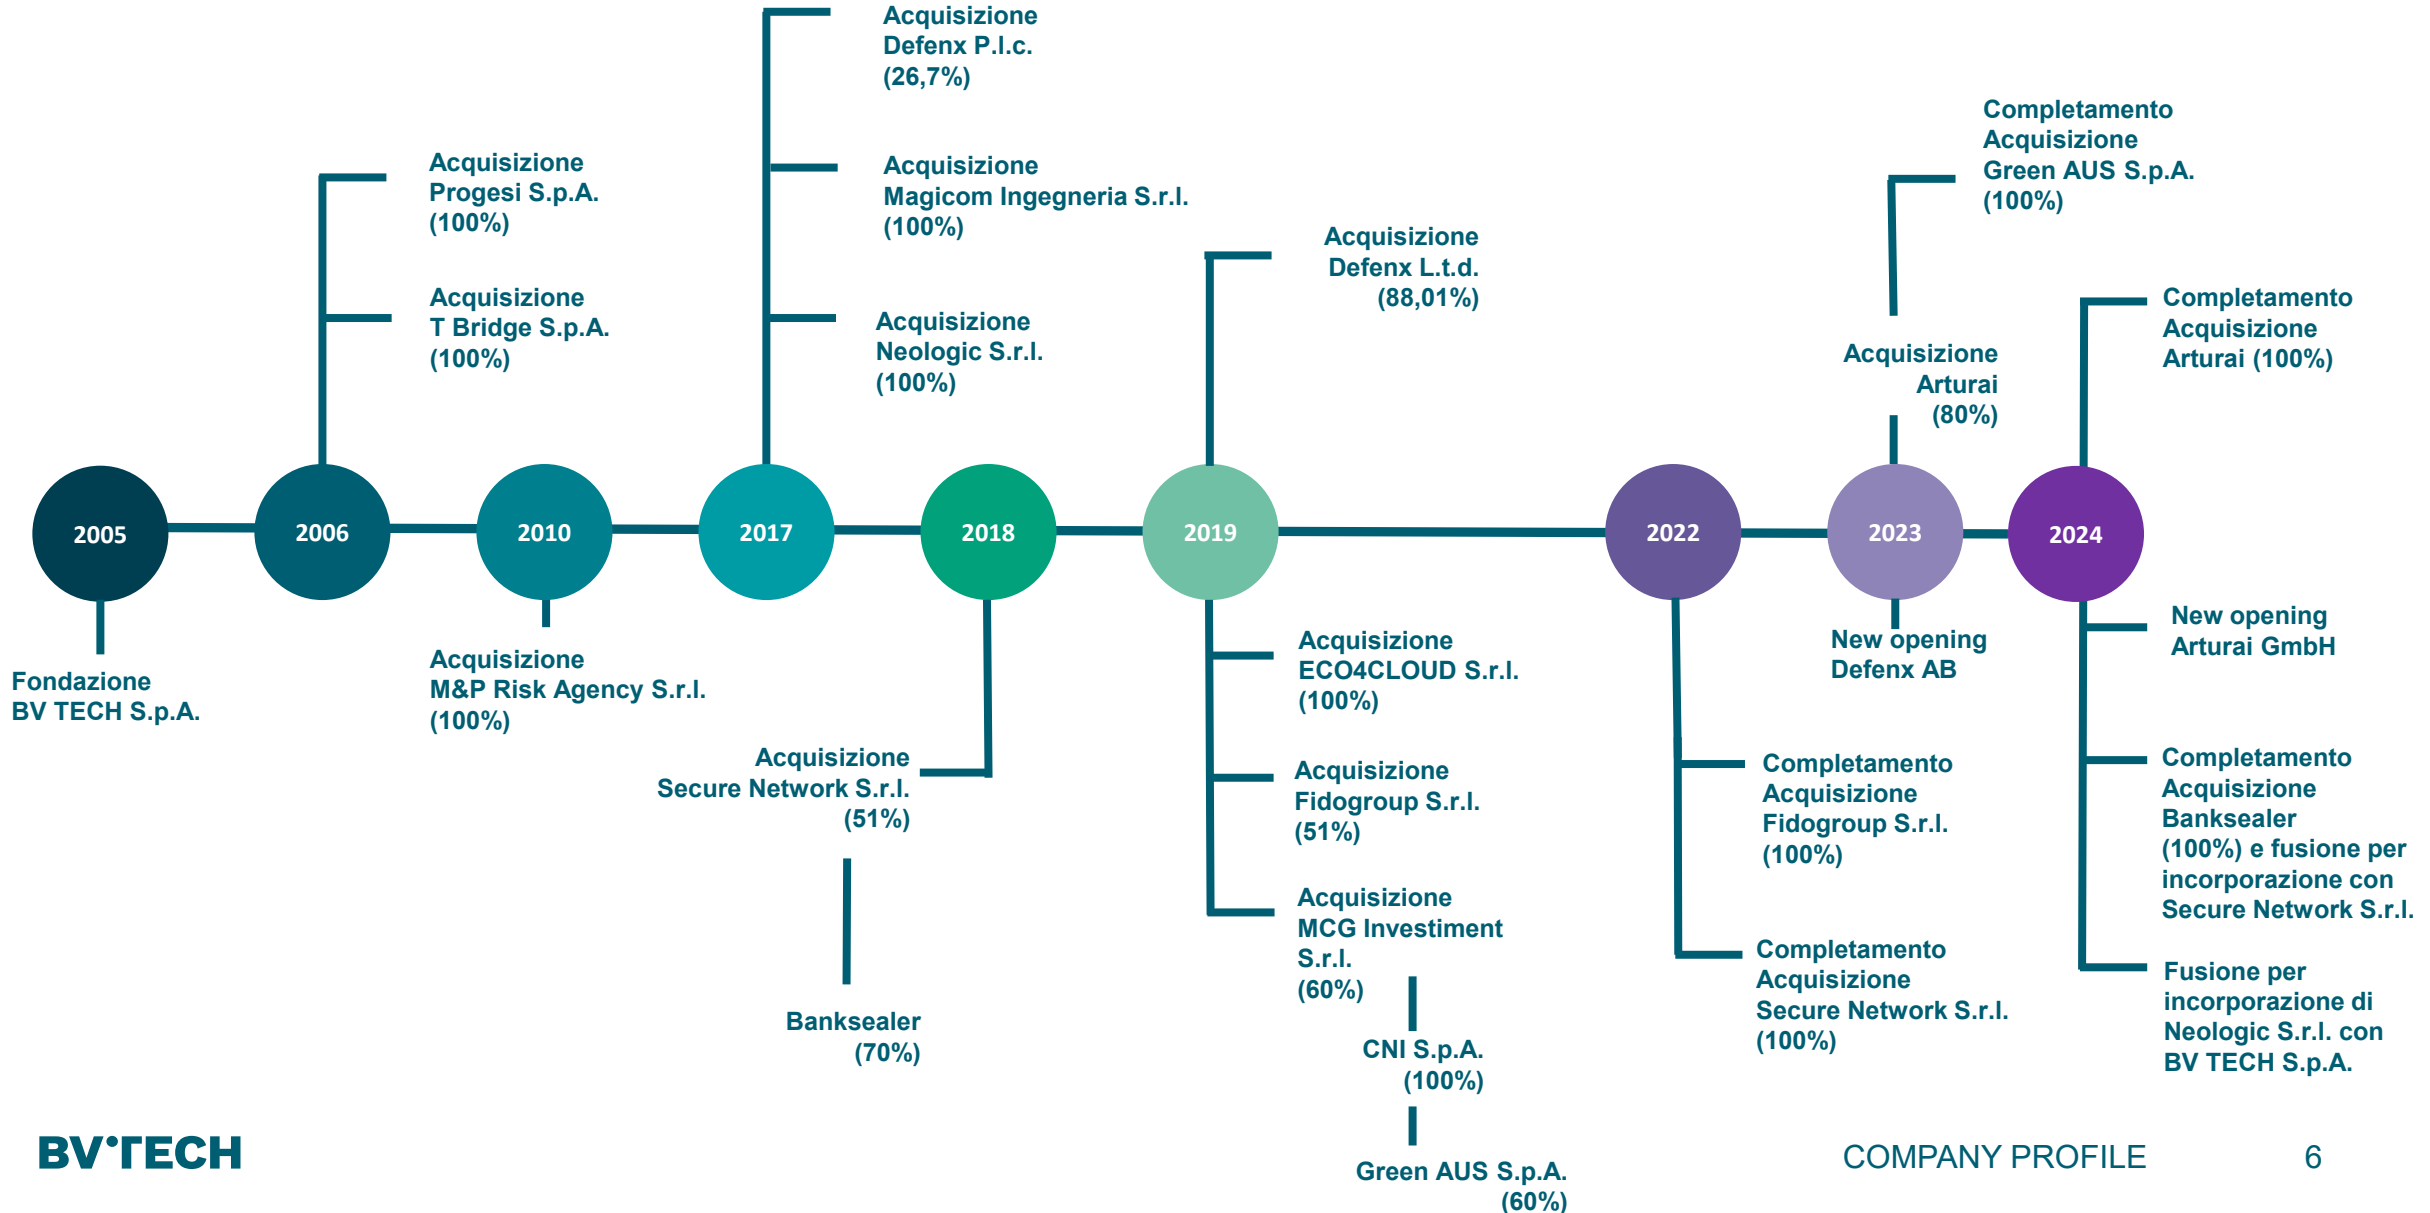 Acquisizione
Defenx P.l.c.
(26,7%)
Acquisizione
Progesi S.p.A.
(100%)
Acquisizione
T Bridge S.p.A.
(100%)
Acquisizione
Magicom Ingegneria S.r.l.
(100%)
Acquisizione
Neologic S.r.l.
(100%)
Acquisizione
Defenx L.t.d.
(88,01%)
Completamento
Acquisizione
Green AUS S.p.A.
(100%)
Acquisizione
Arturai
(80%)
Completamento
Acquisizione
Arturai (100%)
2005
2006
2010
2017
2018
2019
2022
2023
2024
Fondazione
BV TECH S.p.A.
Acquisizione
M&P Risk Agency S.r.l.
(100%)
Acquisizione
Secure Network S.r.l.
(51%)
Banksealer
(70%)
Acquisizione
ECO4CLOUD S.r.l.
(100%)
Acquisizione
Fidogroup S.r.l.
(51%)
Acquisizione
MCG Investiment
S.r.l.
(60%)
CNI S.p.A.
(100%)
Green AUS S.p.A.
(60%)
Completamento
Acquisizione
Fidogroup S.r.l.
(100%)
Completamento
Acquisizione
Secure Network S.r.l.
(100%)
New opening
Defenx AB
New opening
Arturai GmbH
Completamento
Acquisizione
Banksealer
(100%) e fusione per
incorporazione con
Secure Network S.r.l.
Fusione per
incorporazione di
Neologic S.r.l. con
BV TECH S.p.A.
BV TECH
COMPANY PROFILE
6